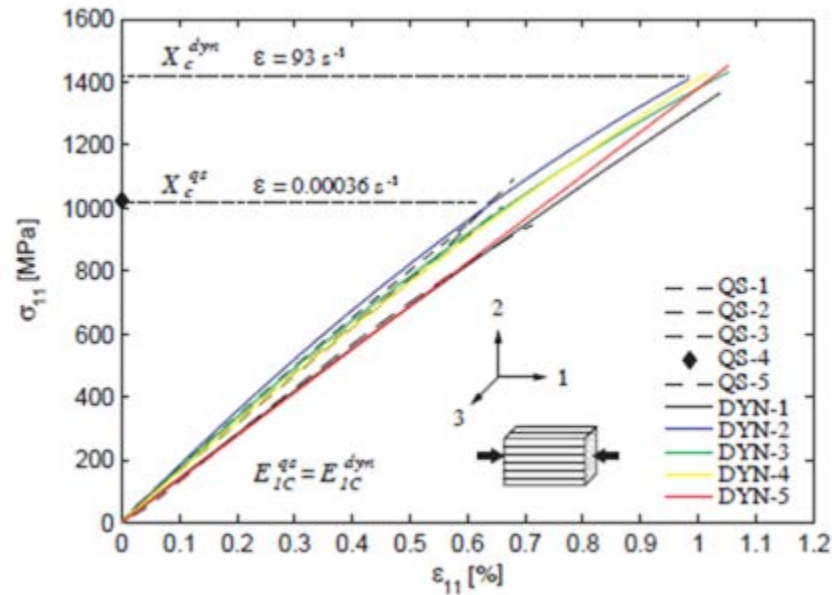 1600
1400
1200
1000
800
600
400
200
0
σ₁₁ [MPa]
X_c^dyn ε̇ = 93 s⁻¹
X_c^qs ε̇ = 0.00036 s⁻¹
2
1
3
E_1C^qs = E_1C^dyn
QS-1
QS-2
QS-3
QS-4
QS-5
DYN-1
DYN-2
DYN-3
DYN-4
DYN-5
0 0.1 0.2 0.3 0.4 0.5 0.6 0.7 0.8 0.9 1 1.1 1.2
ε₁₁ [%]